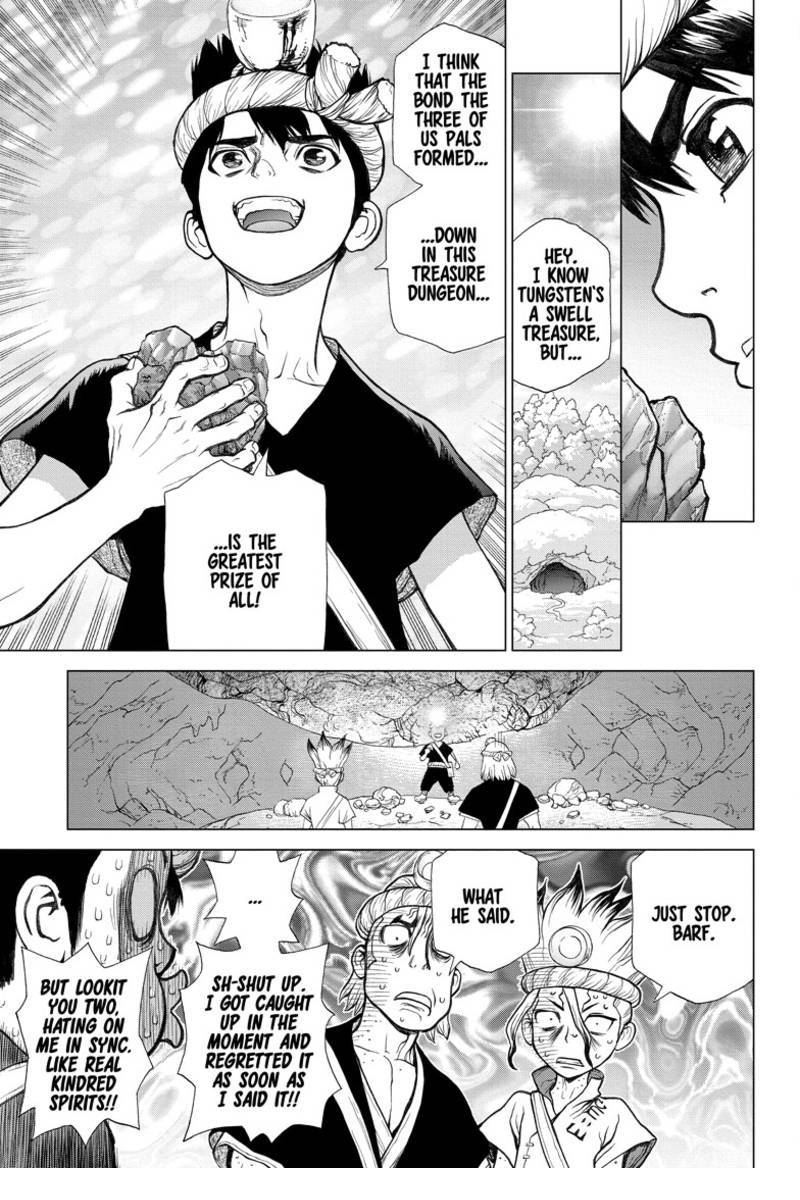 HEY.
I KNOW
TUNGSTEN'S
A SWELL
TREASURE,
BUT...
I THINK
THAT THE
BOND THE
THREE OF
US PALS
FORMED...
...DOWN
IN THIS
TREASURE
DUNGEON...
...IS THE
GREATEST
PRIZE OF
ALL!
JUST STOP.
BARF.
WHAT
HE SAID.
...
SH-SHUT UP.
I GOT CAUGHT
UP IN THE
MOMENT AND
REGRETTED IT
AS SOON AS
I SAID IT!!
BUT LOOKIT
YOU TWO,
HATING ON
ME IN SYNC.
LIKE REAL
KINDRED
SPIRITS!!